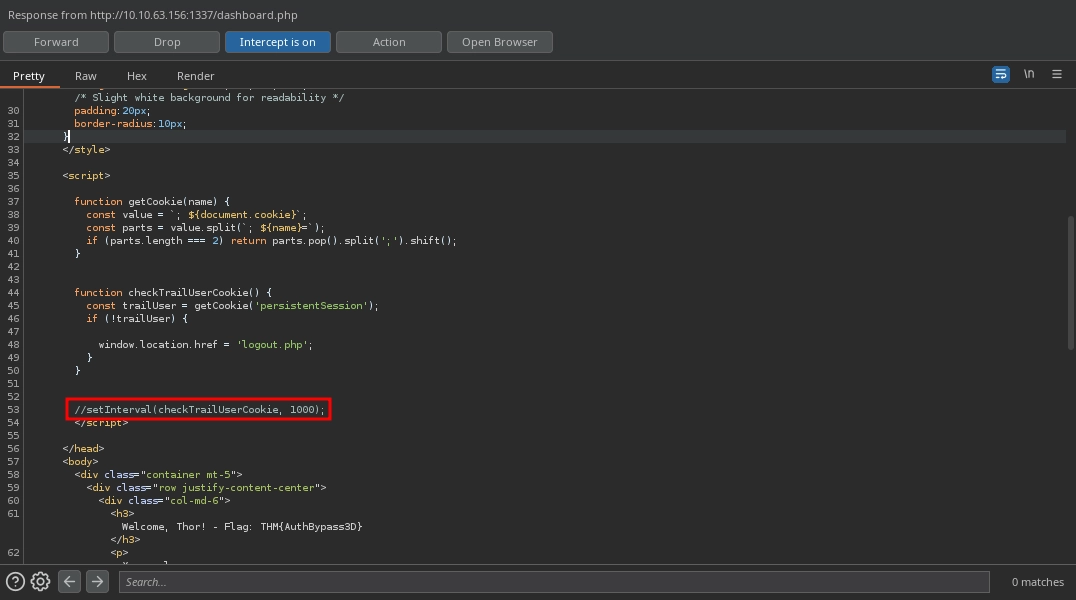 Response from http://10.10.63.156:1337/dashboard.php
Forward Drop Intercept is on Action Open Browser
Pretty Raw Hex Render \n
/* Slight white background for readability */
30 padding:20px;
31 border-radius:10px;
32 }
33 </style>
34
35 <script>
36
37 function getCookie(name) {
38 const value = `; ${document.cookie}`;
39 const parts = value.split(`; ${name}=`);
40 if (parts.length === 2) return parts.pop().split(';').shift();
41 }
42
43
44 function checkTrailUserCookie() {
45 const trailUser = getCookie('persistentSession');
46 if (!trailUser) {
47
48 window.location.href = 'logout.php';
49 }
50 }
51
52
53 //setInterval(checkTrailUserCookie, 1000);
54 </script>
55
56 </head>
57 <body>
58 <div class="container mt-5">
59 <div class="row justify-content-center">
60 <div class="col-md-6">
61 <h3>
Welcome, Thor! - Flag: THM{AuthBypass3D}
</h3>
62 <p>
Search...
0 matches